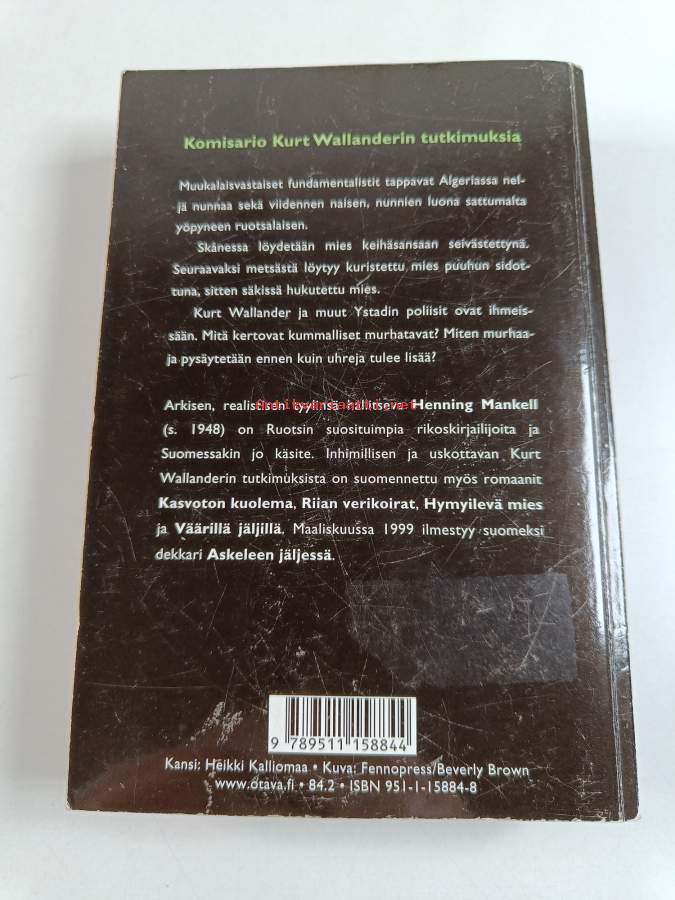 Komisario Kurt Wallanderin tutkimuksia
Muukalaisvastaiset fundamentalistit tappavat Algeriassa nel-
jä nunnaa sekä viidennen naisen, nunnien luona sattumalta
yöpyneen ruotsalaisen.
Skånessa löydetään mies keihäsansaan seivästettynä.
Seuraavaksi metsästä löytyy kuristettu mies puuhun sidot-
tuna, sitten säkissä hukutettu mies.
Kurt Wallander ja muut Ystadin poliisit ovat ihmeis-
sään. Mitä kertovat kummalliset murhatavat? Miten murhaa-
ja pysäytetään ennen kuin uhreja tulee lisää?
Arkisen, realistisen tyylinsä hallitseva Henning Mankell
(s. 1948) on Ruotsin suosituimpia rikoskirjailijoita ja
Suomessakin jo käsite. Inhimillisen ja uskottavan Kurt
Wallanderin tutkimuksista on suomennettu myös romaanit
Kasvoton kuolema, Riian verikoirat, Hymyilevä mies
ja Väärillä jäljillä. Maaliskuussa 1999 ilmestyy suomeksi
dekkari Askeleen jäljessä.
9 789511 158844
Kansi: Heikki Kalliomaa • Kuva: Fennopress/Beverly Brown
www.otava.fi • 84.2 • ISBN 951-1-15884-8